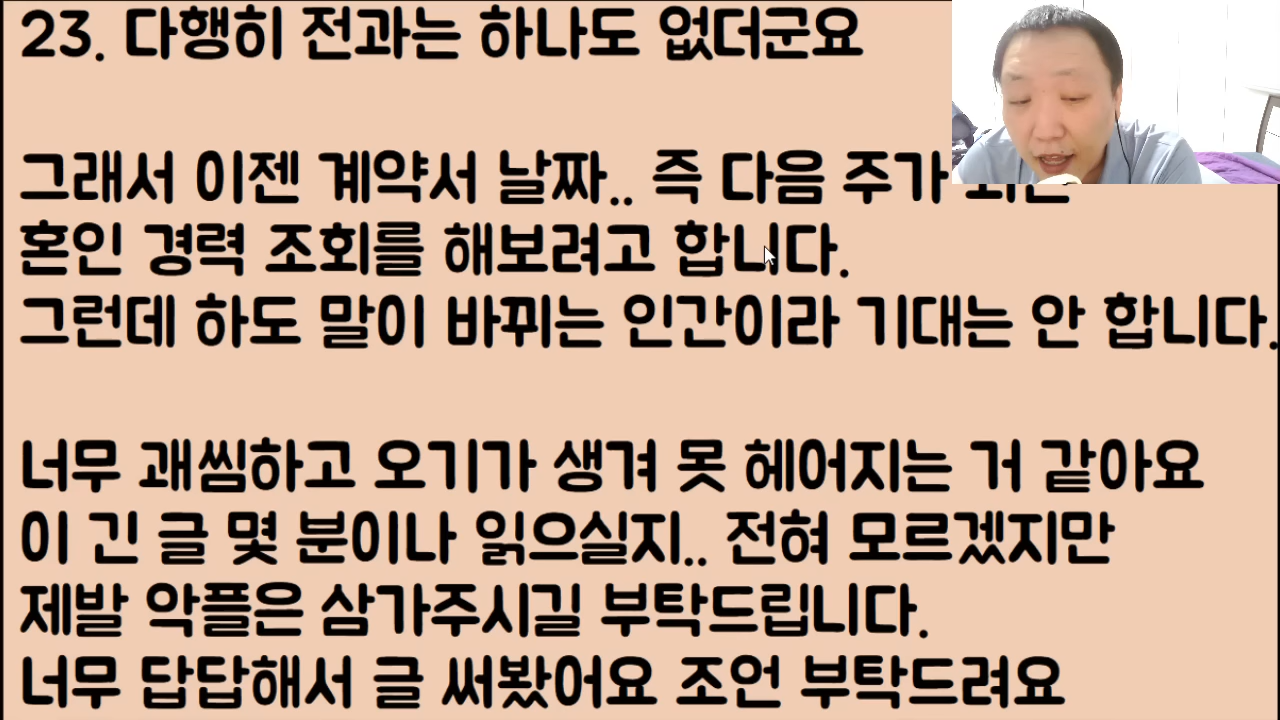 23. 다행히 전과는 하나도 없더군요
그래서 이젠 계약서 날짜.. 즉 다음 주가
혼인 경력 조회를 해보려고 합니다.
그런데 하도 말이 바뀌는 인간이라 기대는 안 합니다.
너무 괘씸하고 오기가 생겨 못 헤어지는 거 같아요
이 긴 글 몇 분이나 읽으실지.. 전혀 모르겠지만
제발 악플은 삼가주시길 부탁드립니다.
너무 답답해서 글 써봤어요 조언 부탁드려요